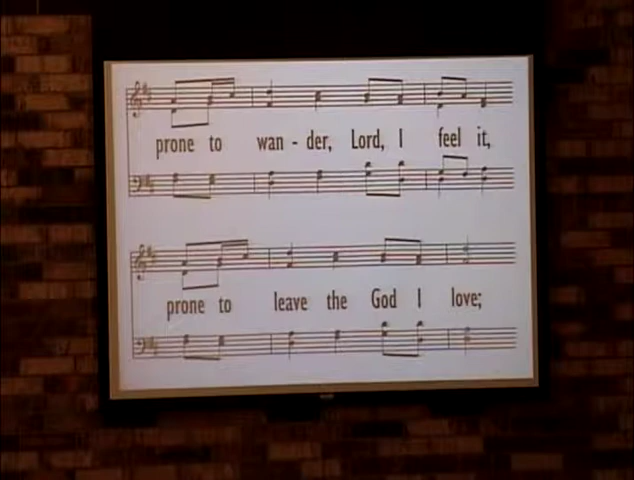 prone to wan - der, Lord, I feel it,
prone to leave the God I love;